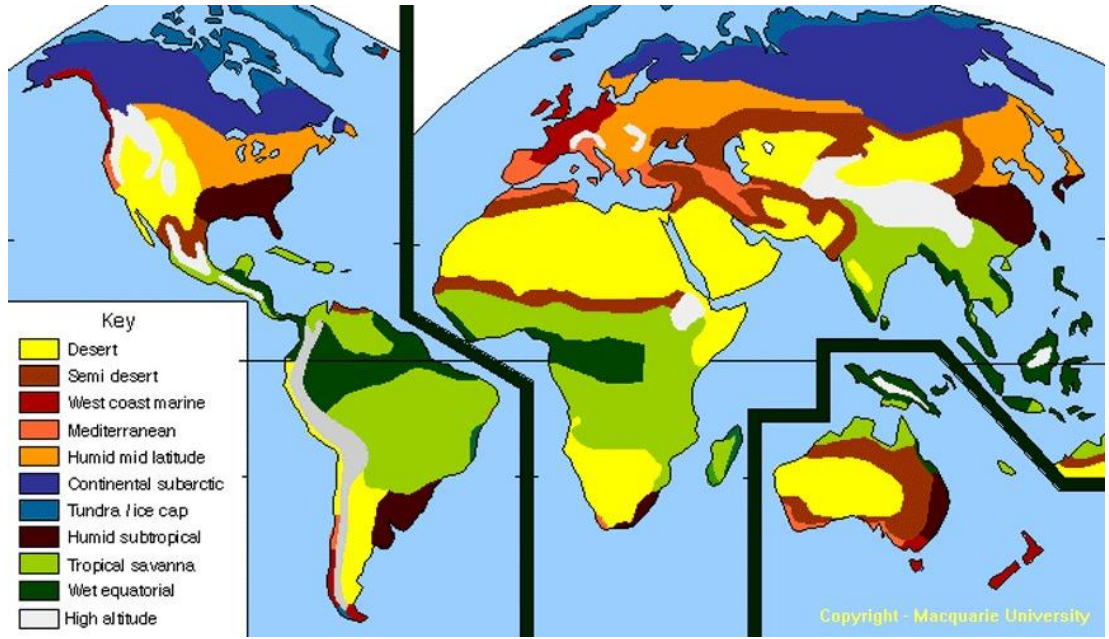 Key
Desert
Semi desert
West coast marine
Mediterranean
Humid mid latitude
Continental subarctic
Tundra / ice cap
Humid subtropical
Tropical savanna
Wet equatorial
High altitude
Copyright - Macquarie University